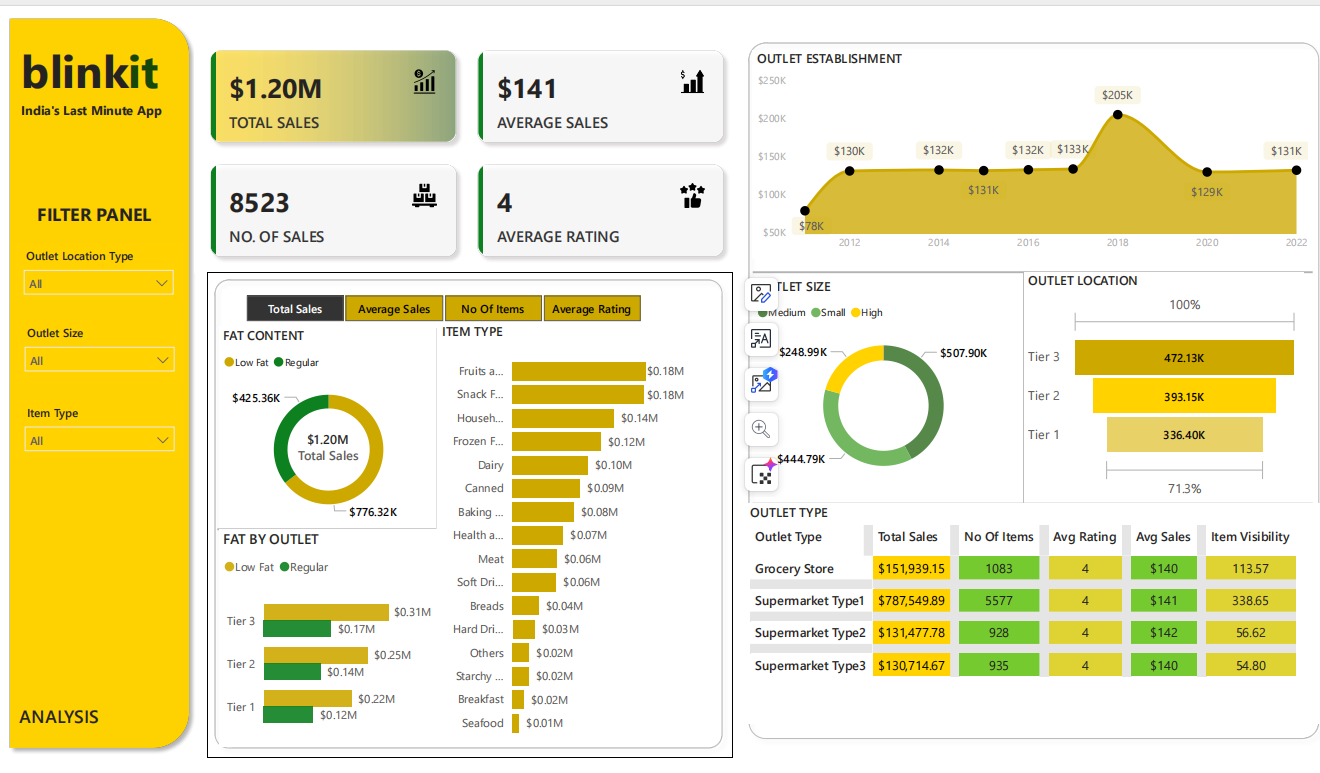 blinkit
India's Last Minute App
FILTER PANEL
Outlet Location Type
All
Outlet Size
All
Item Type
All
ANALYSIS
$1.20M
TOTAL SALES
$141
AVERAGE SALES
8523
NO. OF SALES
4
AVERAGE RATING
Total Sales Average Sales No Of Items Average Rating
FAT CONTENT
Low Fat Regular
$425.36K
$1.20M
Total Sales
$776.32K
FAT BY OUTLET
Low Fat Regular
Tier 3 $0.31M
$0.17M
Tier 2 $0.25M
$0.14M
Tier 1 $0.22M
$0.12M
ITEM TYPE
Fruits a... $0.18M
Snack F... $0.18M
Househ... $0.14M
Frozen F... $0.12M
Dairy $0.10M
Canned $0.09M
Baking ... $0.08M
Health a... $0.07M
Meat $0.06M
Soft Dri... $0.06M
Breads $0.04M
Hard Dri... $0.03M
Others $0.02M
Starchy ... $0.02M
Breakfast $0.02M
Seafood $0.01M
OUTLET ESTABLISHMENT
$250K
$200K
$150K
$100K
$50K
$78K $130K $132K $131K $132K $133K $205K $129K $131K
2012 2014 2016 2018 2020 2022
TLET SIZE
Medium Small High
$248.99K $507.90K
$444.79K
OUTLET LOCATION
100%
Tier 3 472.13K
Tier 2 393.15K
Tier 1 336.40K
71.3%
OUTLET TYPE
Outlet Type Total Sales No Of Items Avg Rating Avg Sales Item Visibility
Grocery Store $151,939.15 1083 4 $140 113.57
Supermarket Type1 $787,549.89 5577 4 $141 338.65
Supermarket Type2 $131,477.78 928 4 $142 56.62
Supermarket Type3 $130,714.67 935 4 $140 54.80